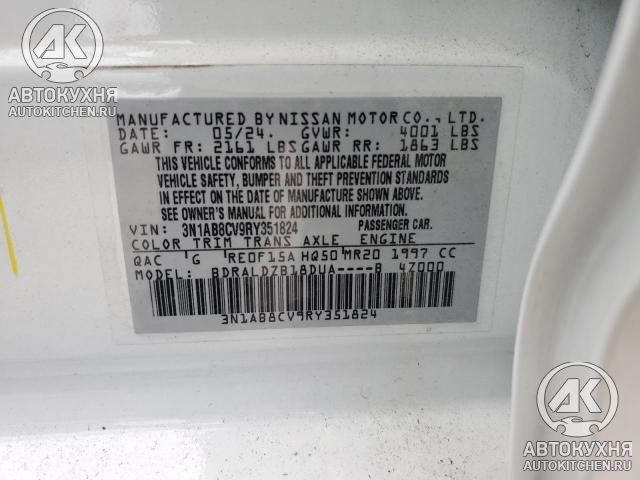 АК
АВТОКУХНЯ
AUTOKITCHEN.RU
MANUFACTURED BY NISSAN MOTOR CO., LTD.
DATE: 05/24. GVWR: 4001 LBS
GAWR FR: 2161 LBS GAWR RR: 1863 LBS
THIS VEHICLE CONFORMS TO ALL APPLICABLE FEDERAL MOTOR
VEHICLE SAFETY, BUMPER AND THEFT PREVENTION STANDARDS
IN EFFECT ON THE DATE OF MANUFACTURE SHOWN ABOVE.
SEE OWNER'S MANUAL FOR ADDITIONAL INFORMATION.
VIN: 3N1AB8CV9RY351824 PASSENGER CAR.
COLOR TRIM TRANS AXLE ENGINE
QAC G RE0F15A HQ50 MR20 1997 CC
MODEL: BDRALDZB18DUA----B 4Z000
3N1AB8CV9RY351824
АК
АВТОКУХНЯ
AUTOKITCHEN.RU